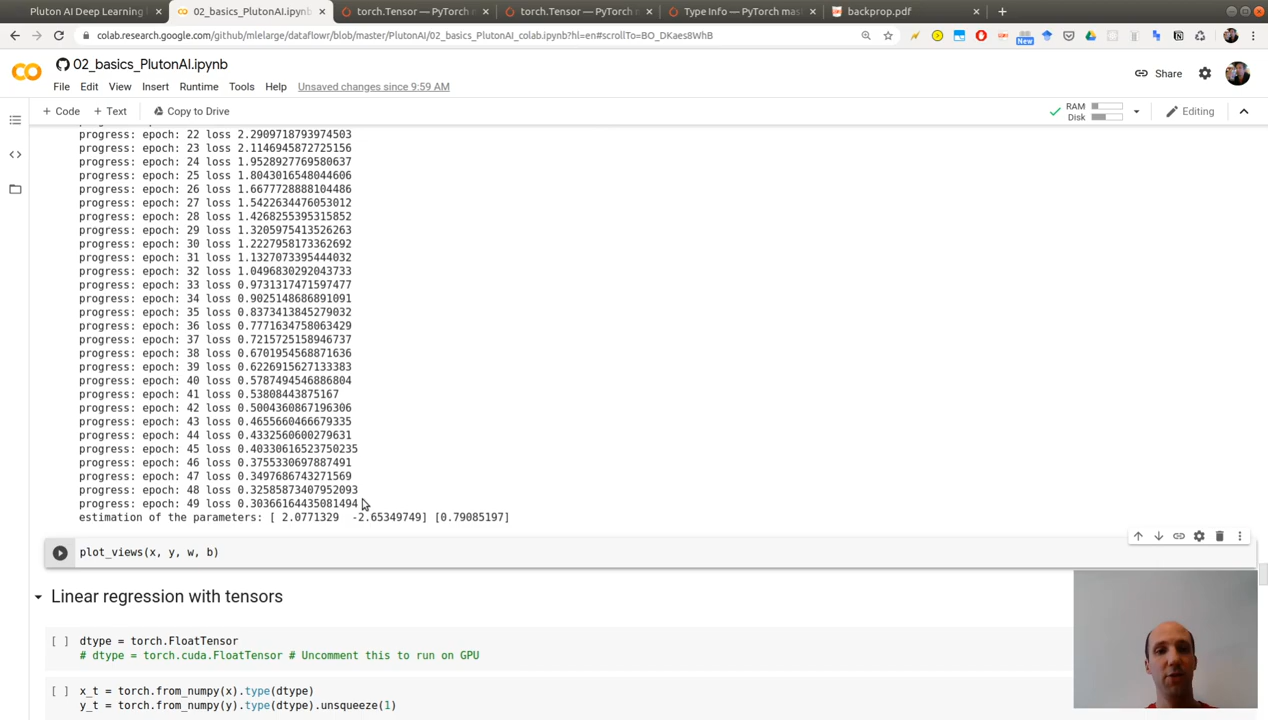 Pluton AI Deep Learning
02_basics_PlutonAI.ipynb
torch.Tensor — PyTorch
torch.Tensor — PyTorch
Type Info — PyTorch mas
backprop.pdf
colab.research.google.com/github/mlelarge/dataflowr/blob/master/PlutonAI/02_basics_PlutonAI_colab.ipynb?hl=en#scrollTo=BO_DKaes8WhB
New
02_basics_PlutonAI.ipynb
Share
File Edit View Insert Runtime Tools Help Unsaved changes since 9:59 AM
+ Code + Text Copy to Drive
RAM
Disk
Editing
progress: epoch: 22 loss 2.2909718793974503
progress: epoch: 23 loss 2.1146945872725156
progress: epoch: 24 loss 1.9528927769580637
progress: epoch: 25 loss 1.8043016548044606
progress: epoch: 26 loss 1.6677728888104486
progress: epoch: 27 loss 1.5422634476053012
progress: epoch: 28 loss 1.4268255395315852
progress: epoch: 29 loss 1.3205975413526263
progress: epoch: 30 loss 1.2227958173362692
progress: epoch: 31 loss 1.1327073395444032
progress: epoch: 32 loss 1.0496830292043733
progress: epoch: 33 loss 0.9731317471597477
progress: epoch: 34 loss 0.9025148686891091
progress: epoch: 35 loss 0.8373413845279032
progress: epoch: 36 loss 0.7771634758063429
progress: epoch: 37 loss 0.7215725158946737
progress: epoch: 38 loss 0.6701954568871636
progress: epoch: 39 loss 0.6226915627133383
progress: epoch: 40 loss 0.5787494546886804
progress: epoch: 41 loss 0.53808443875167
progress: epoch: 42 loss 0.5004360867196306
progress: epoch: 43 loss 0.4655660466679335
progress: epoch: 44 loss 0.4332560600279631
progress: epoch: 45 loss 0.40330616523750235
progress: epoch: 46 loss 0.3755330697887491
progress: epoch: 47 loss 0.3497686743271569
progress: epoch: 48 loss 0.32585873407952093
progress: epoch: 49 loss 0.30366164435081494
estimation of the parameters: [ 2.0771329 -2.65349749] [0.79085197]
plot_views(x, y, w, b)
Linear regression with tensors
[ ] dtype = torch.FloatTensor
# dtype = torch.cuda.FloatTensor # Uncomment this to run on GPU
[ ] x_t = torch.from_numpy(x).type(dtype)
y_t = torch.from_numpy(y).type(dtype).unsqueeze(1)